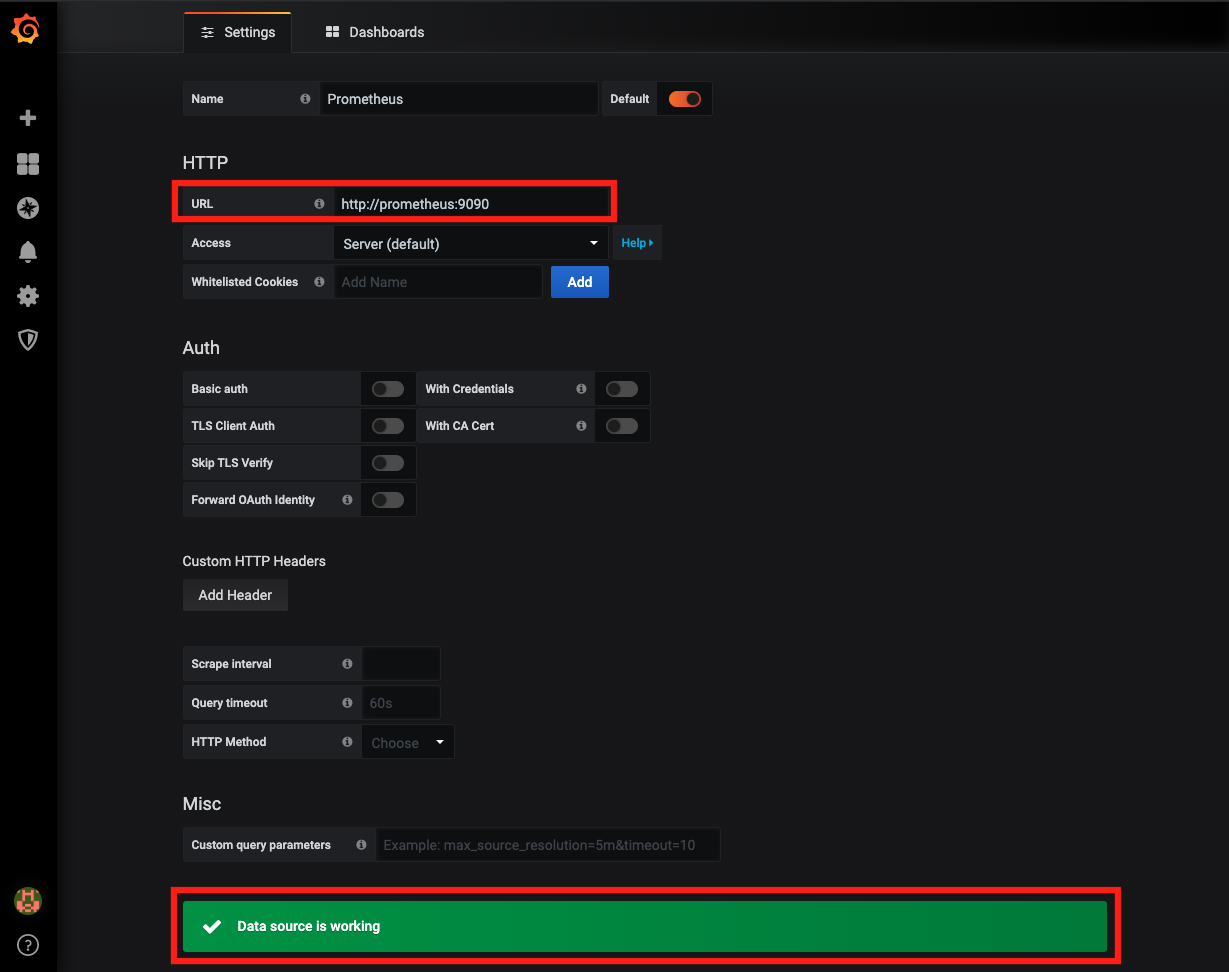 Settings Dashboards
Name Prometheus Default
HTTP
URL http://prometheus:9090
Access Server (default) Help
Whitelisted Cookies Add Name Add
Auth
Basic auth With Credentials
TLS Client Auth With CA Cert
Skip TLS Verify
Forward OAuth Identity
Custom HTTP Headers
Add Header
Scrape interval
Query timeout 60s
HTTP Method Choose
Misc
Custom query parameters Example: max_source_resolution=5m&timeout=10
Data source is working